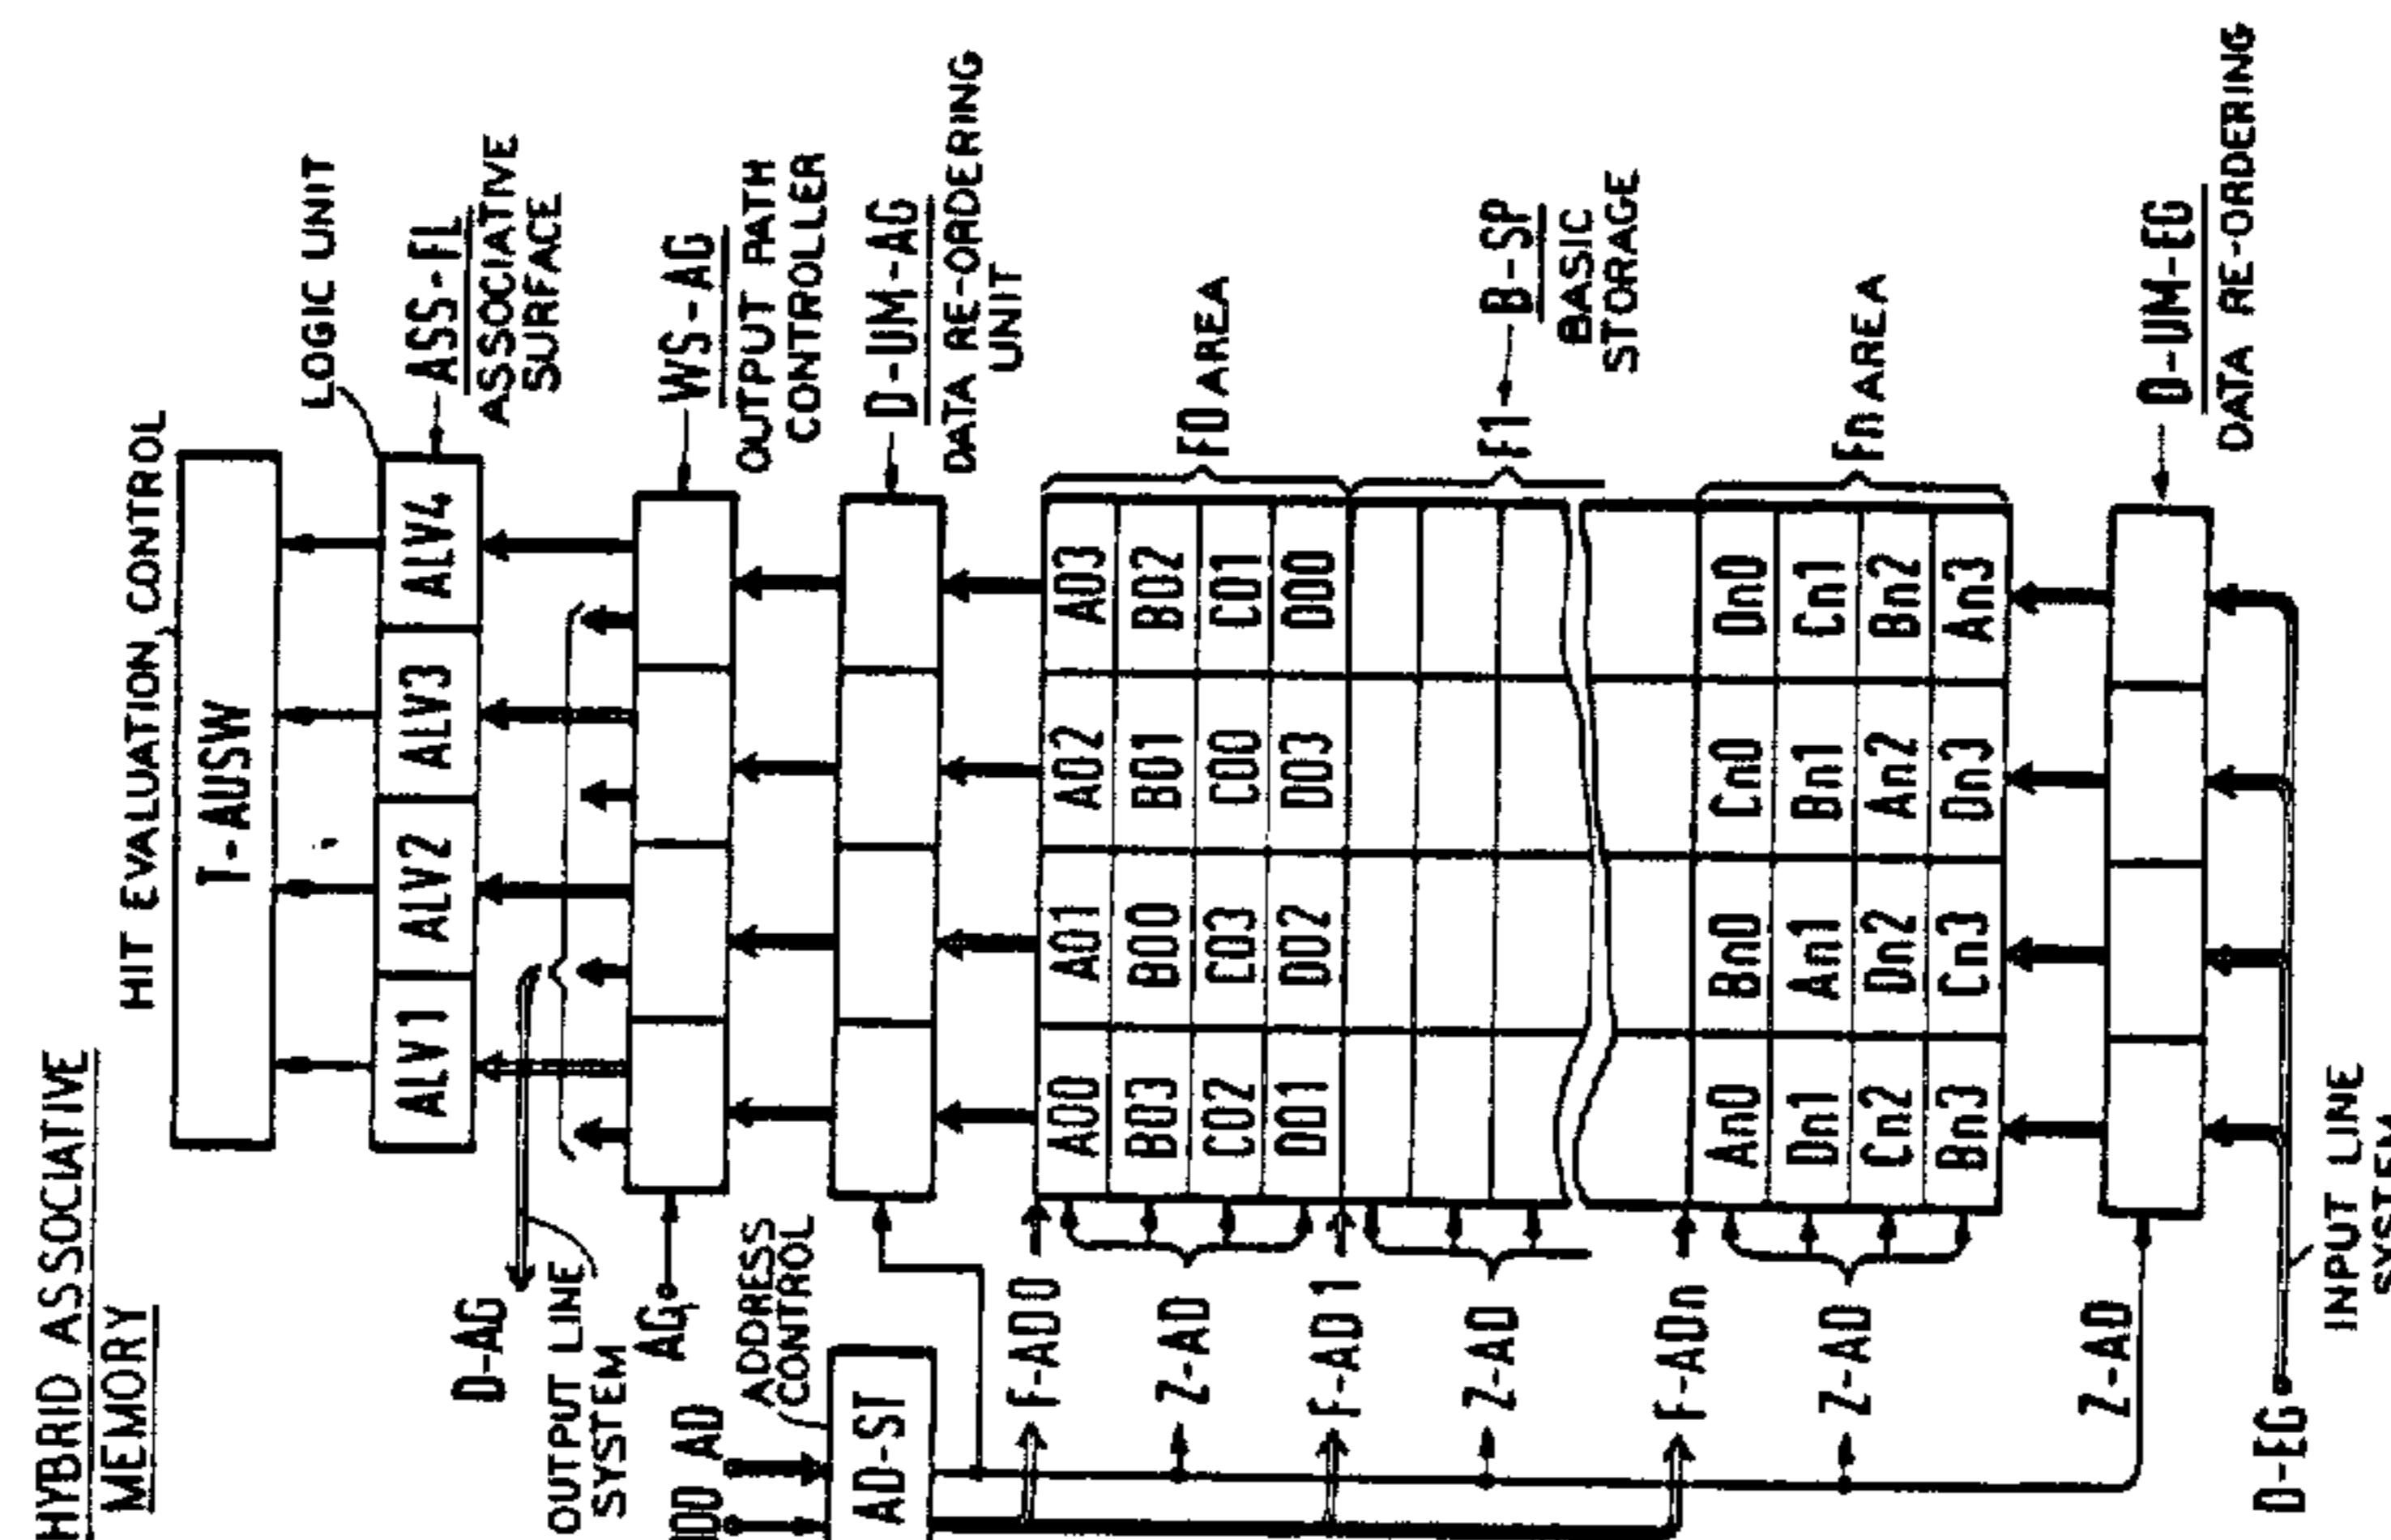 HYBRID ASSOCIATIVE
MEMORY
HIT EVALUATION CONTROL
T-AUSW
LOGIC UNIT
ALV1 ALV2 ALV3 ALV4
ASS-FL
ASSOCIATIVE
SURFACE
D-AG
OUTPUT LINE
SYSTEM
WS-AG
OUTPUT PATH
CONTROLLER
AG
AD
ADDRESS
CONTROL
AD-ST
D-UM-AG
DATA RE-ORDERING
UNIT
F-AD0
A00 A01 A02 A03
B03 B00 B01 B02
C02 C03 C00 C01
D01 D02 D03 D00
F0 AREA
Z-AD
F-AD1
F1
B-SP
BASIC
STORAGE
Z-AD
F-ADn
An0 Bn0 Cn0 Dn0
Dn1 An1 Bn1 Cn1
Cn2 Dn2 An2 Bn2
Bn3 Cn3 Dn3 An3
Fn AREA
Z-AD
Z-AD
D-UM-EG
DATA RE-ORDERING
D-EG
INPUT LINE
SYSTEM